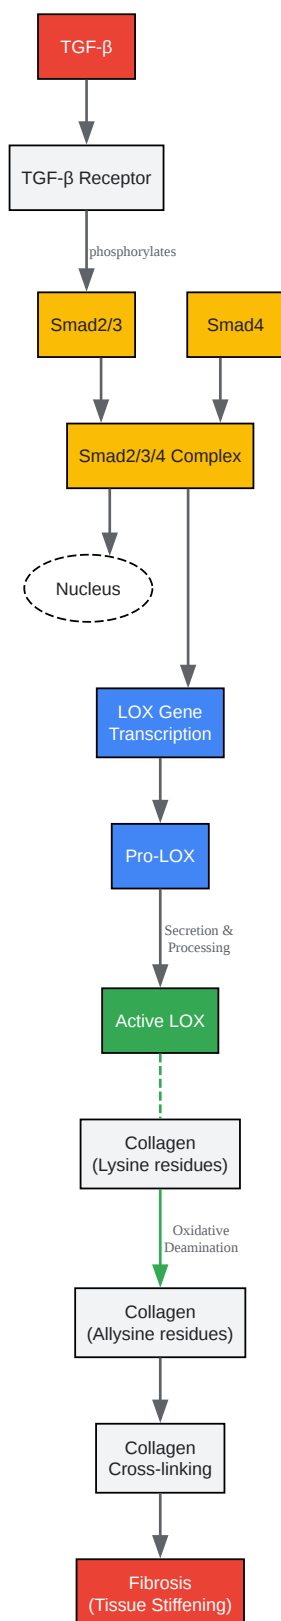 TGF-β
TGF-β Receptor
phosphorylates
Smad2/3
Smad4
Smad2/3/4 Complex
Nucleus
LOX Gene
Transcription
Pro-LOX
Secretion &
Processing
Active LOX
Collagen
(Lysine residues)
Oxidative
Deamination
Collagen
(Allysine residues)
Collagen
Cross-linking
Fibrosis
(Tissue Stiffening)